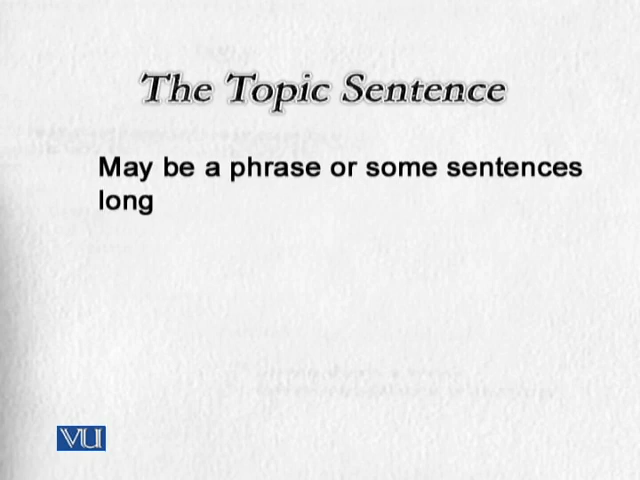 The Topic Sentence
May be a phrase or some sentences
long
VU